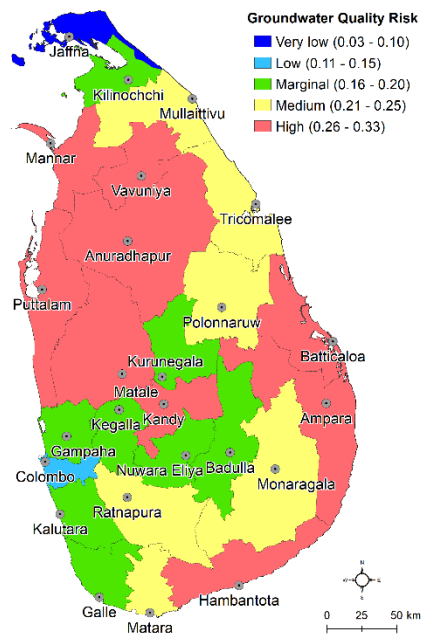 Groundwater Quality Risk
Very low (0.03 - 0.10)
Low (0.11 - 0.15)
Marginal (0.16 - 0.20)
Medium (0.21 - 0.25)
High (0.26 - 0.33)
Jaffna
Kilinochchi
Mullaittivu
Mannar
Vavuniya
Tricomalee
Anuradhapur
Puttalam
Polonnaruw
Kurunegala
Batticaloa
Matale
Kandy
Kegalla
Ampara
Gampaha
Nuwara Eliya
Badulla
Colombo
Monaragala
Ratnapura
Kalutara
Hambantota
Galle
Matara
N
W E
S
0 25 50 km